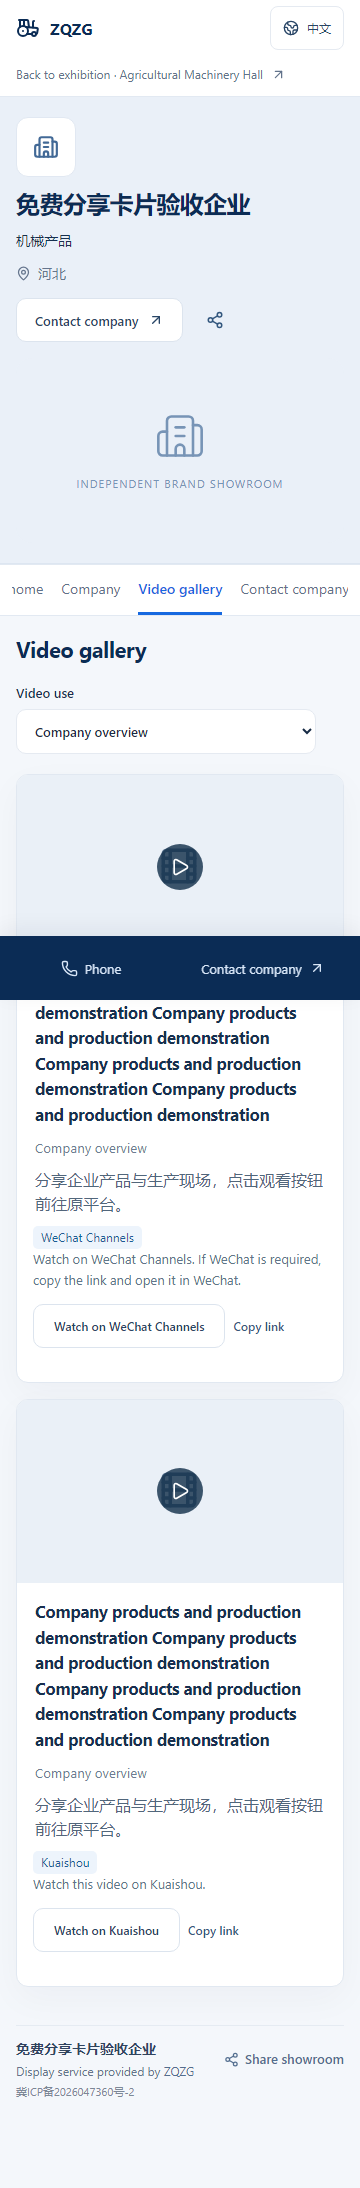 ZQZG
中文
Back to exhibition · Agricultural Machinery Hall
免费分享卡片验收企业
机械产品
河北
Contact company
INDEPENDENT BRAND SHOWROOM
Company
Video gallery
Contact company
Video gallery
Video use
Company overview
Phone
Contact company
demonstration Company products
and production demonstration
Company products and production
demonstration Company products
and production demonstration
Company overview
分享企业产品与生产现场，点击观看按钮
前往原平台。
WeChat Channels
Watch on WeChat Channels. If WeChat is required,
copy the link and open it in WeChat.
Watch on WeChat Channels
Copy link
Company products and production
demonstration Company products
and production demonstration
Company products and production
demonstration Company products
and production demonstration
Company overview
分享企业产品与生产现场，点击观看按钮
前往原平台。
Kuaishou
Watch this video on Kuaishou.
Watch on Kuaishou
Copy link
免费分享卡片验收企业
Display service provided by ZQZG
冀ICP备2026047360号-2
Share showroom